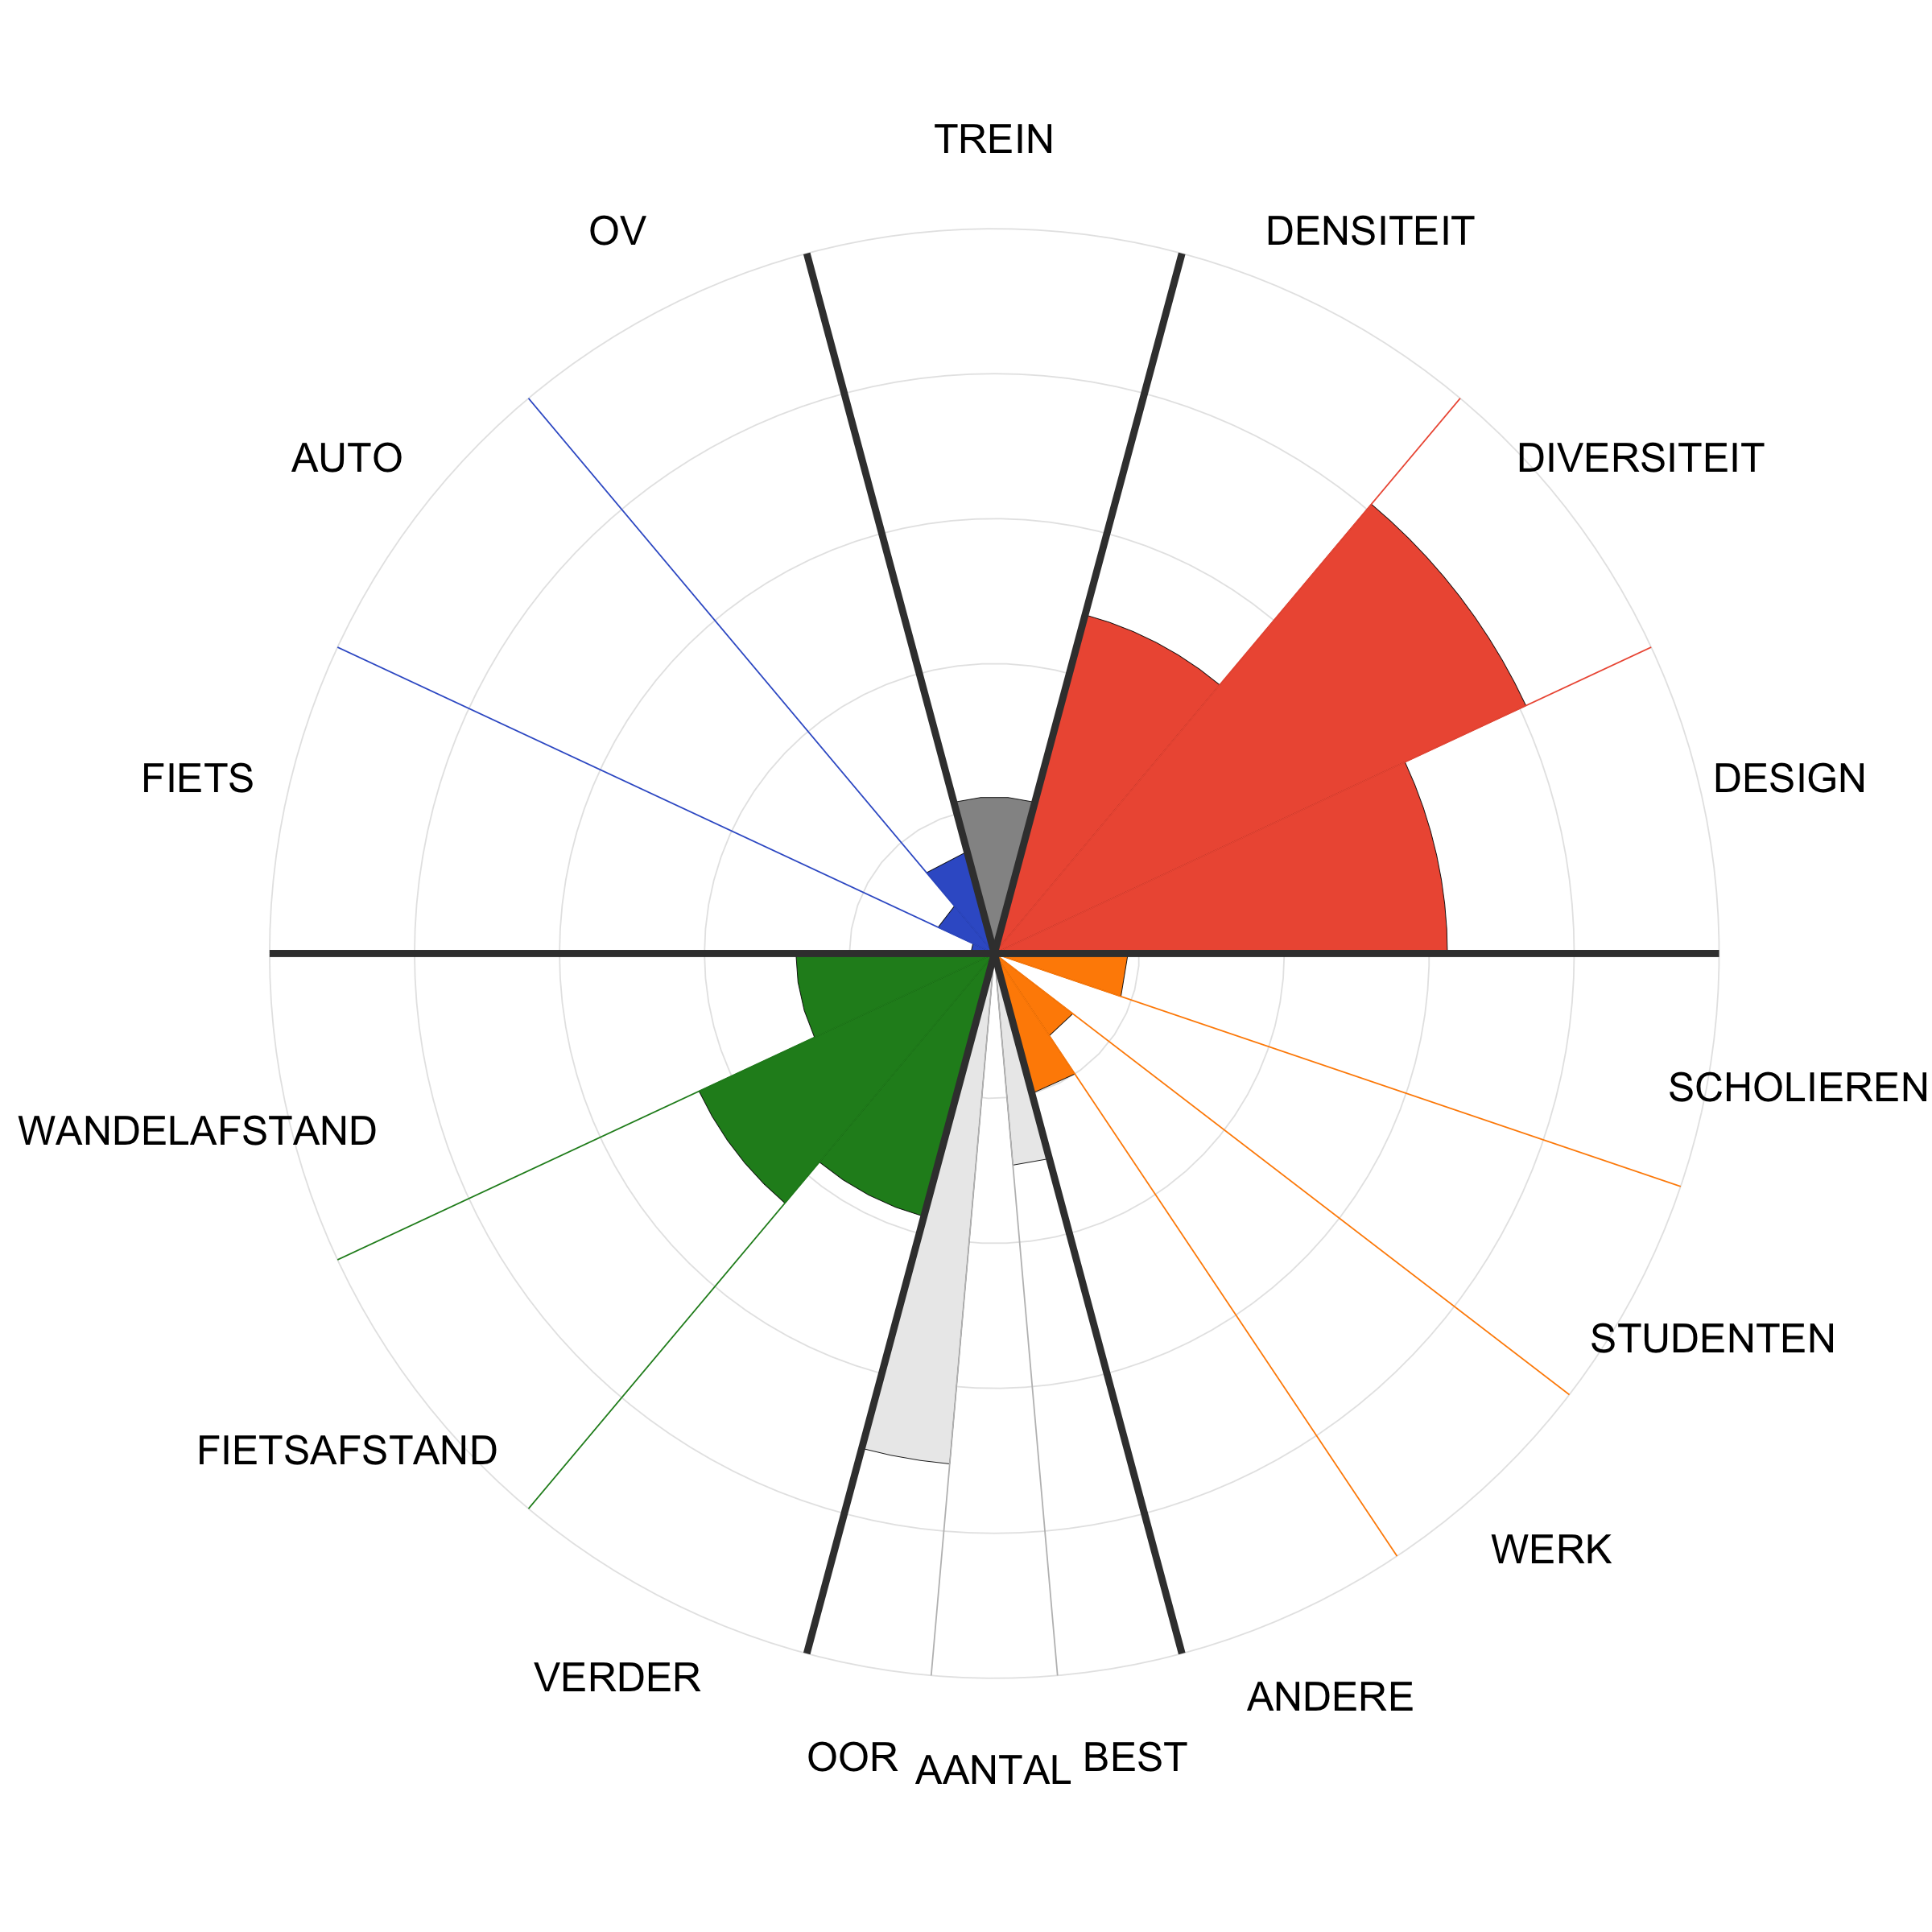 TREIN
OV
DENSITEIT
AUTO
DIVERSITEIT
FIETS
DESIGN
SCHOLIEREN
WANDELAFSTAND
STUDENTEN
FIETSAFSTAND
WERK
VERDER
ANDERE
OOR
AANTAL
BEST